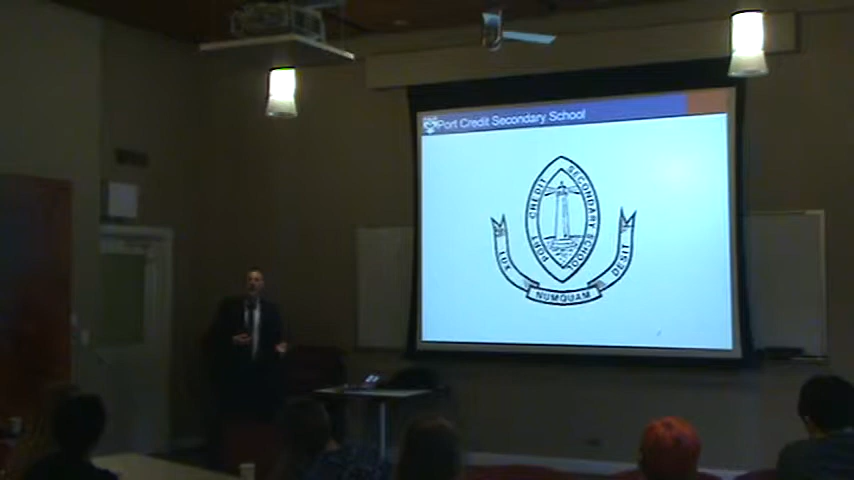 Port Credit Secondary School
PORT CREDIT SECONDARY SCHOOL
LUX NUMQUAM DESIT